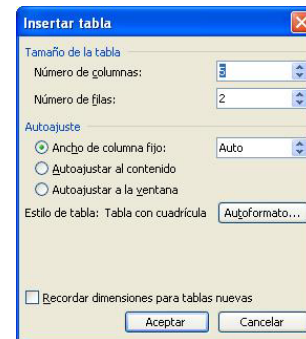 Insertar tabla
Tamaño de la tabla
Número de columnas: 5
Número de filas: 2
Autoajuste
Ancho de columna fijo: Auto
Autoajustar al contenido
Autoajustar a la ventana
Estilo de tabla: Tabla con cuadrícula Autoformato...
Recordar dimensiones para tablas nuevas
Aceptar Cancelar